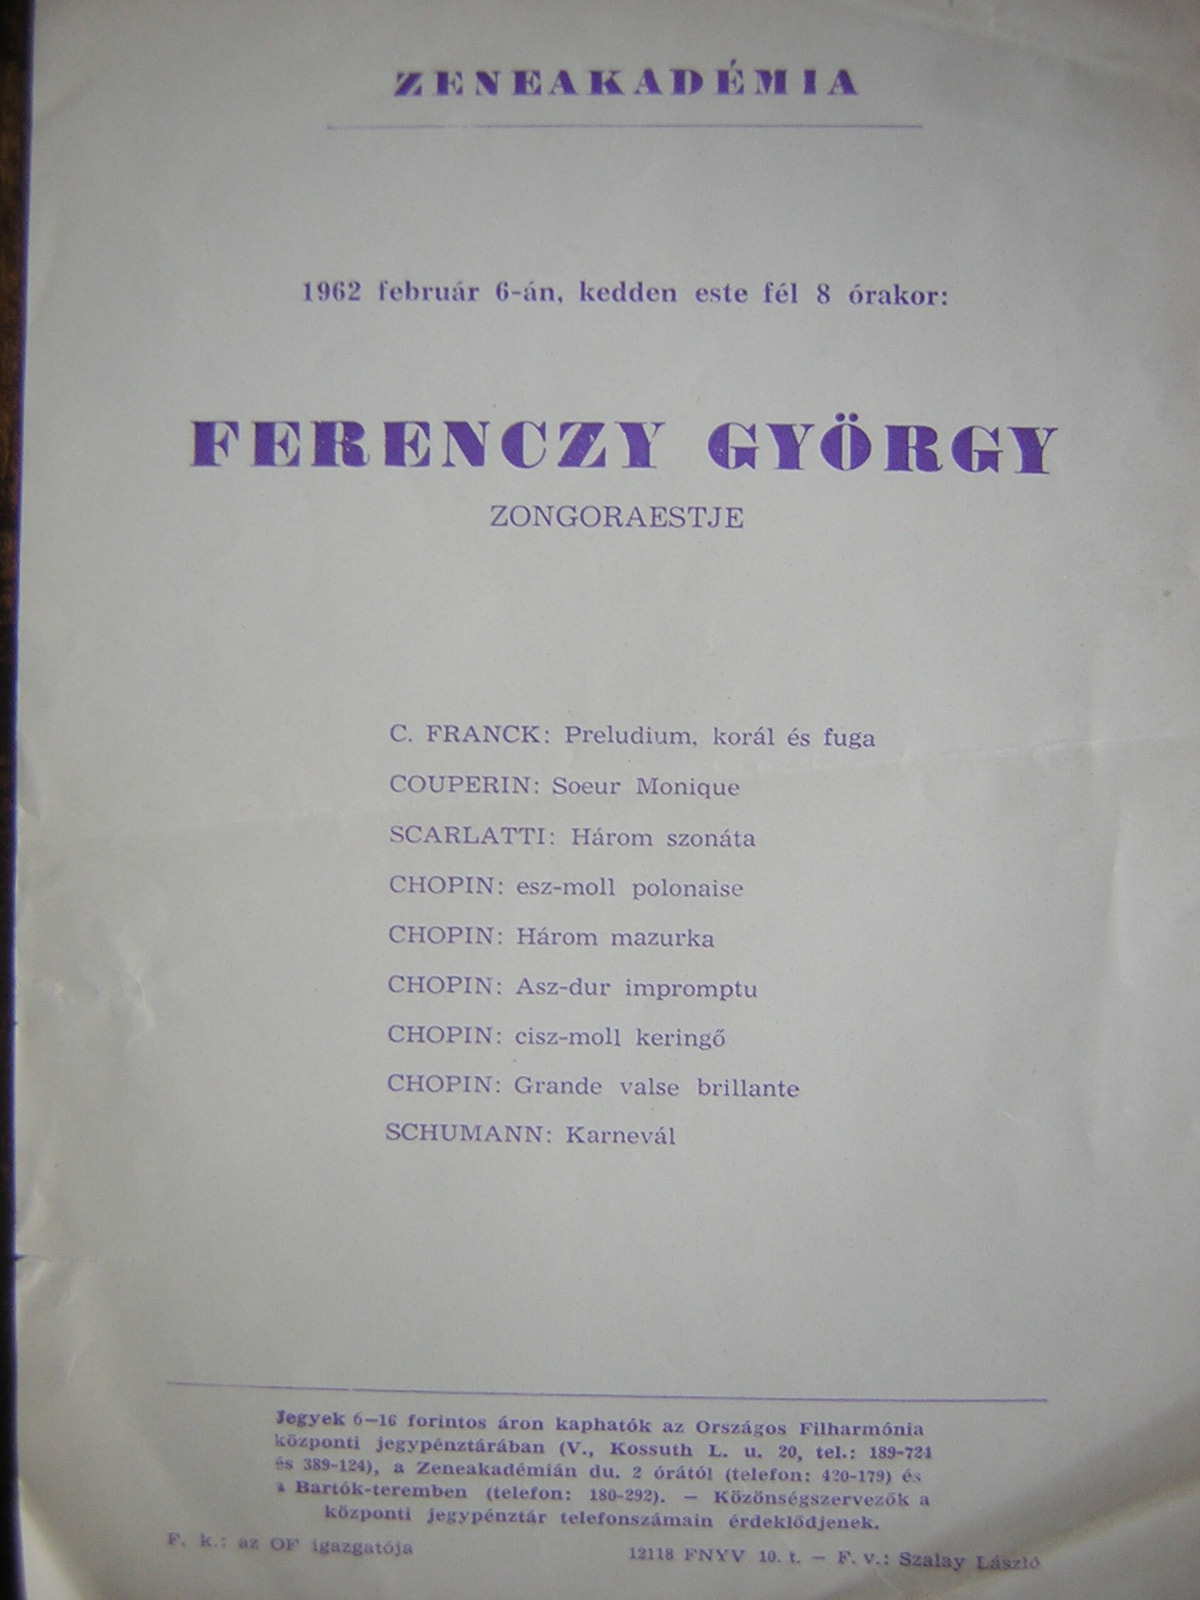 ZENEAKADÉMIA
1962 február 6-án, kedden este fél 8 órakor:
FERENCZY GYÖRGY
ZONGORAESTJE
C. FRANCK: Preludium, korál és fuga
COUPERIN: Soeur Monique
SCARLATTI: Három szonáta
CHOPIN: esz-moll polonaise
CHOPIN: Három mazurka
CHOPIN: Asz-dur impromptu
CHOPIN: cisz-moll keringő
CHOPIN: Grande valse brillante
SCHUMANN: Karnevál
Jegyek 6—16 forintos áron kaphatók az Országos Filharmónia
központi jegypénztárában (V., Kossuth L. u. 20, tel.: 189-724
és 389-124), a Zeneakadémián du. 2 órától (telefon: 420-179) és
a Bartók-teremben (telefon: 180-292). — Közönségszervezők a
központi jegypénztár telefonszámain érdeklődjenek.
F. k.: az OF igazgatója
12118 FNYV 10. t. — F. v.: Szalay László